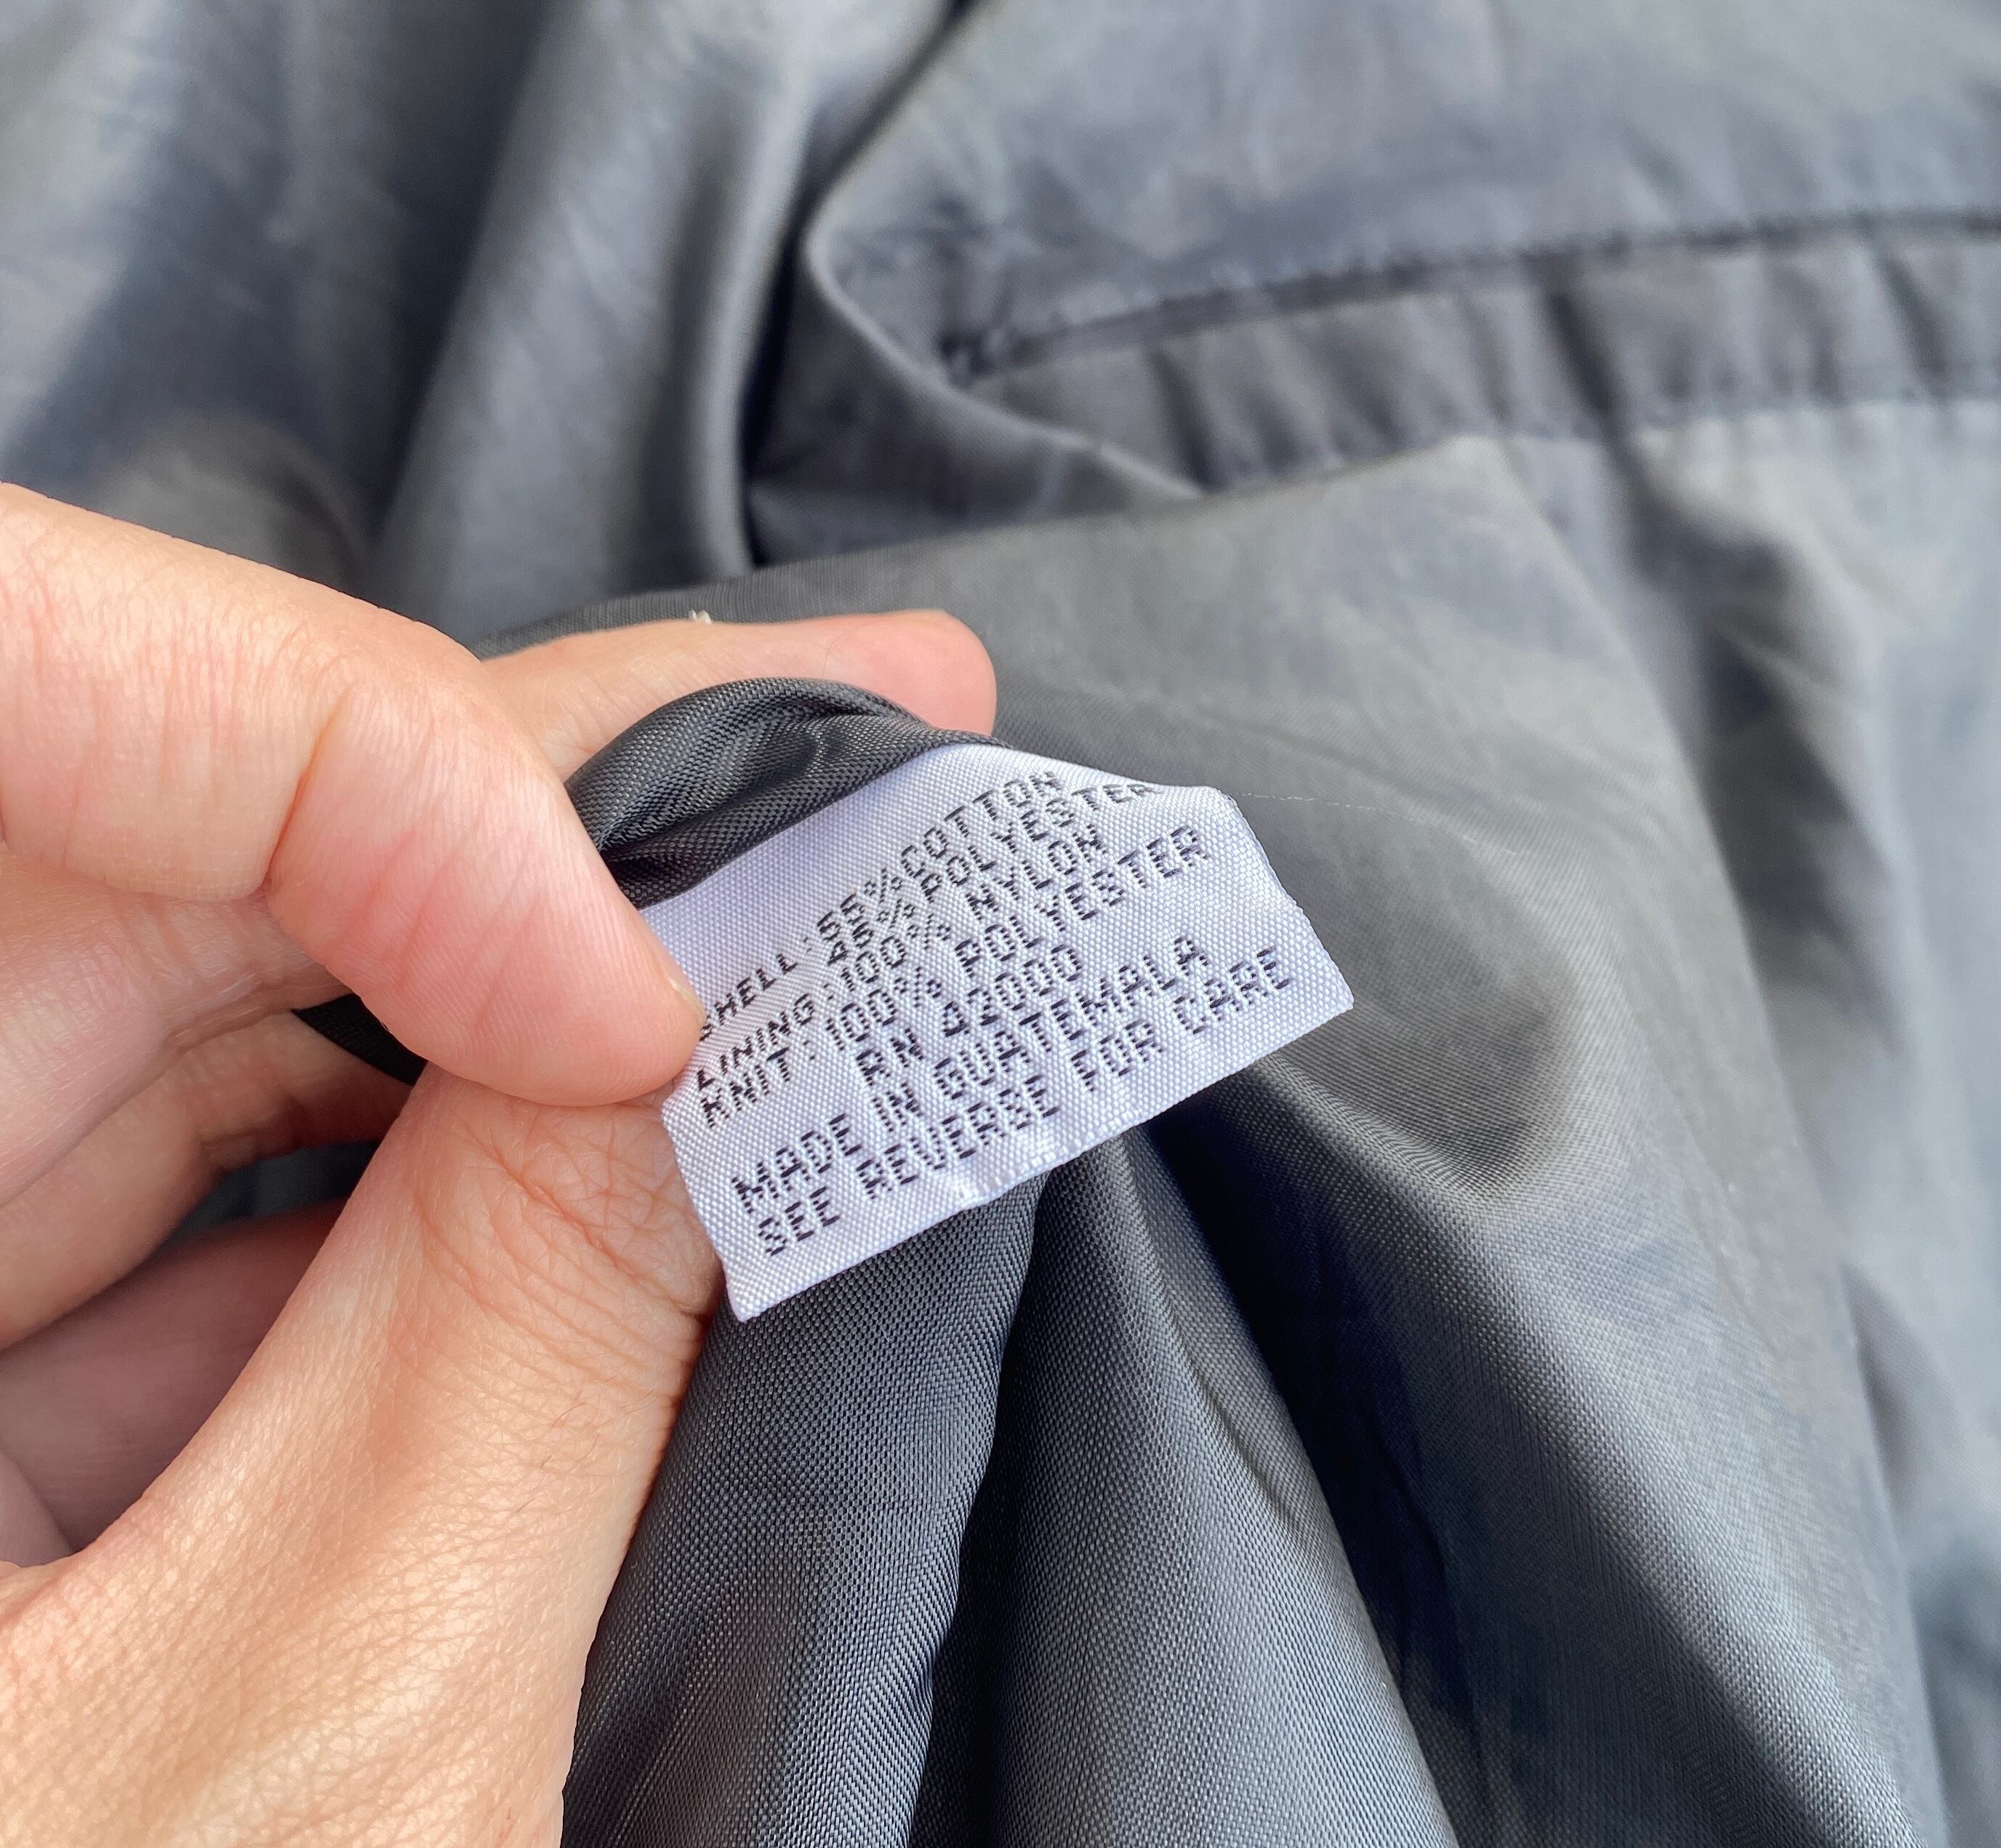 SHELL:55%COTTON
45%POLYESTER
LINING:100% NYLON
KNIT:100% POLYESTER
RN 42000
MADE IN GUATEMALA
SEE REVERSE FOR CARE